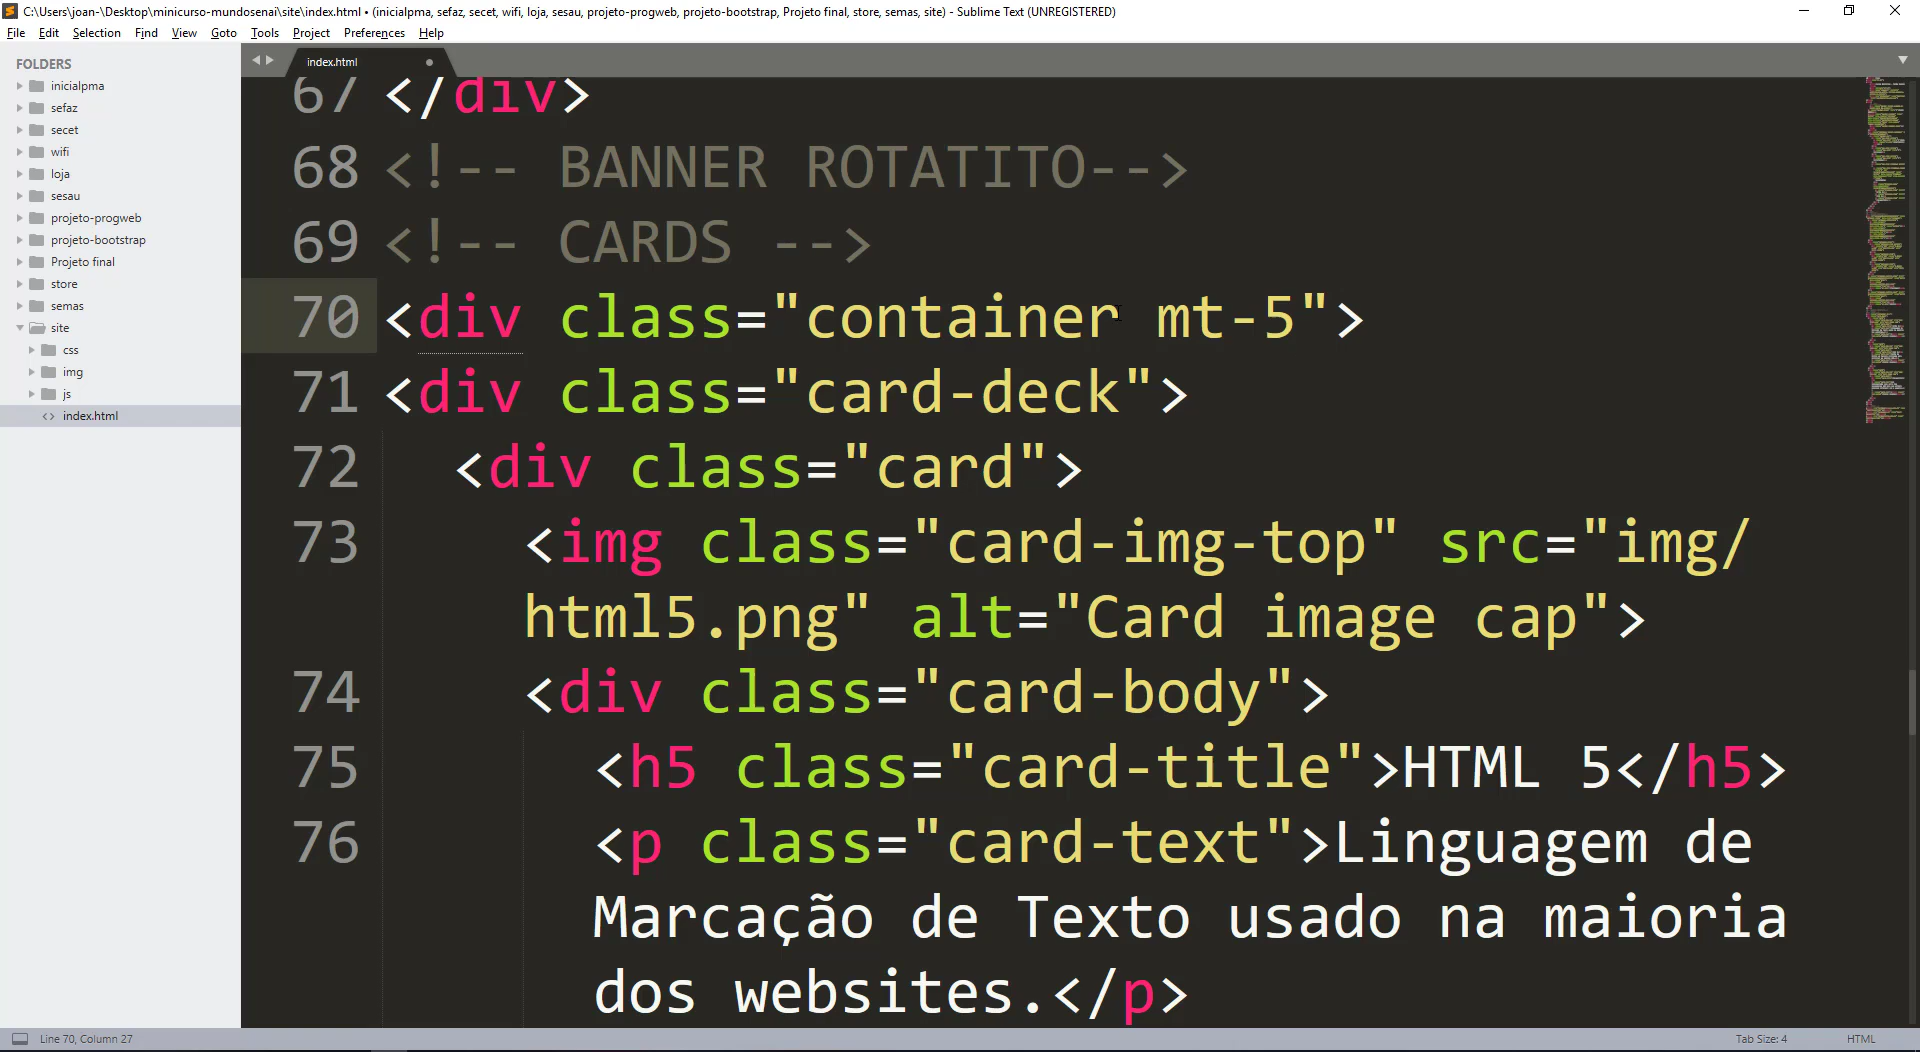 C:\Users\joan-\Desktop\minicurso-mundosenai\site\index.html • (inicialpma, sefaz, secet, wifi, loja, sesau, projeto-progweb, projeto-bootstrap, Projeto final, store, semas, site) - Sublime Text (UNREGISTERED)
File Edit Selection Find View Goto Tools Project Preferences Help
FOLDERS
inicialpma
sefaz
secet
wifi
loja
sesau
projeto-progweb
projeto-bootstrap
Projeto final
store
semas
site
css
img
js
<> index.html
index.html
67 </div>
68 <!-- BANNER ROTATITO-->
69 <!-- CARDS -->
70 <div class="container mt-5">
71 <div class="card-deck">
72 <div class="card">
73 <img class="card-img-top" src="img/
html5.png" alt="Card image cap">
74 <div class="card-body">
75 <h5 class="card-title">HTML 5</h5>
76 <p class="card-text">Linguagem de
Marcação de Texto usado na maioria
dos websites.</p>
Line 70, Column 27
Tab Size: 4
HTML